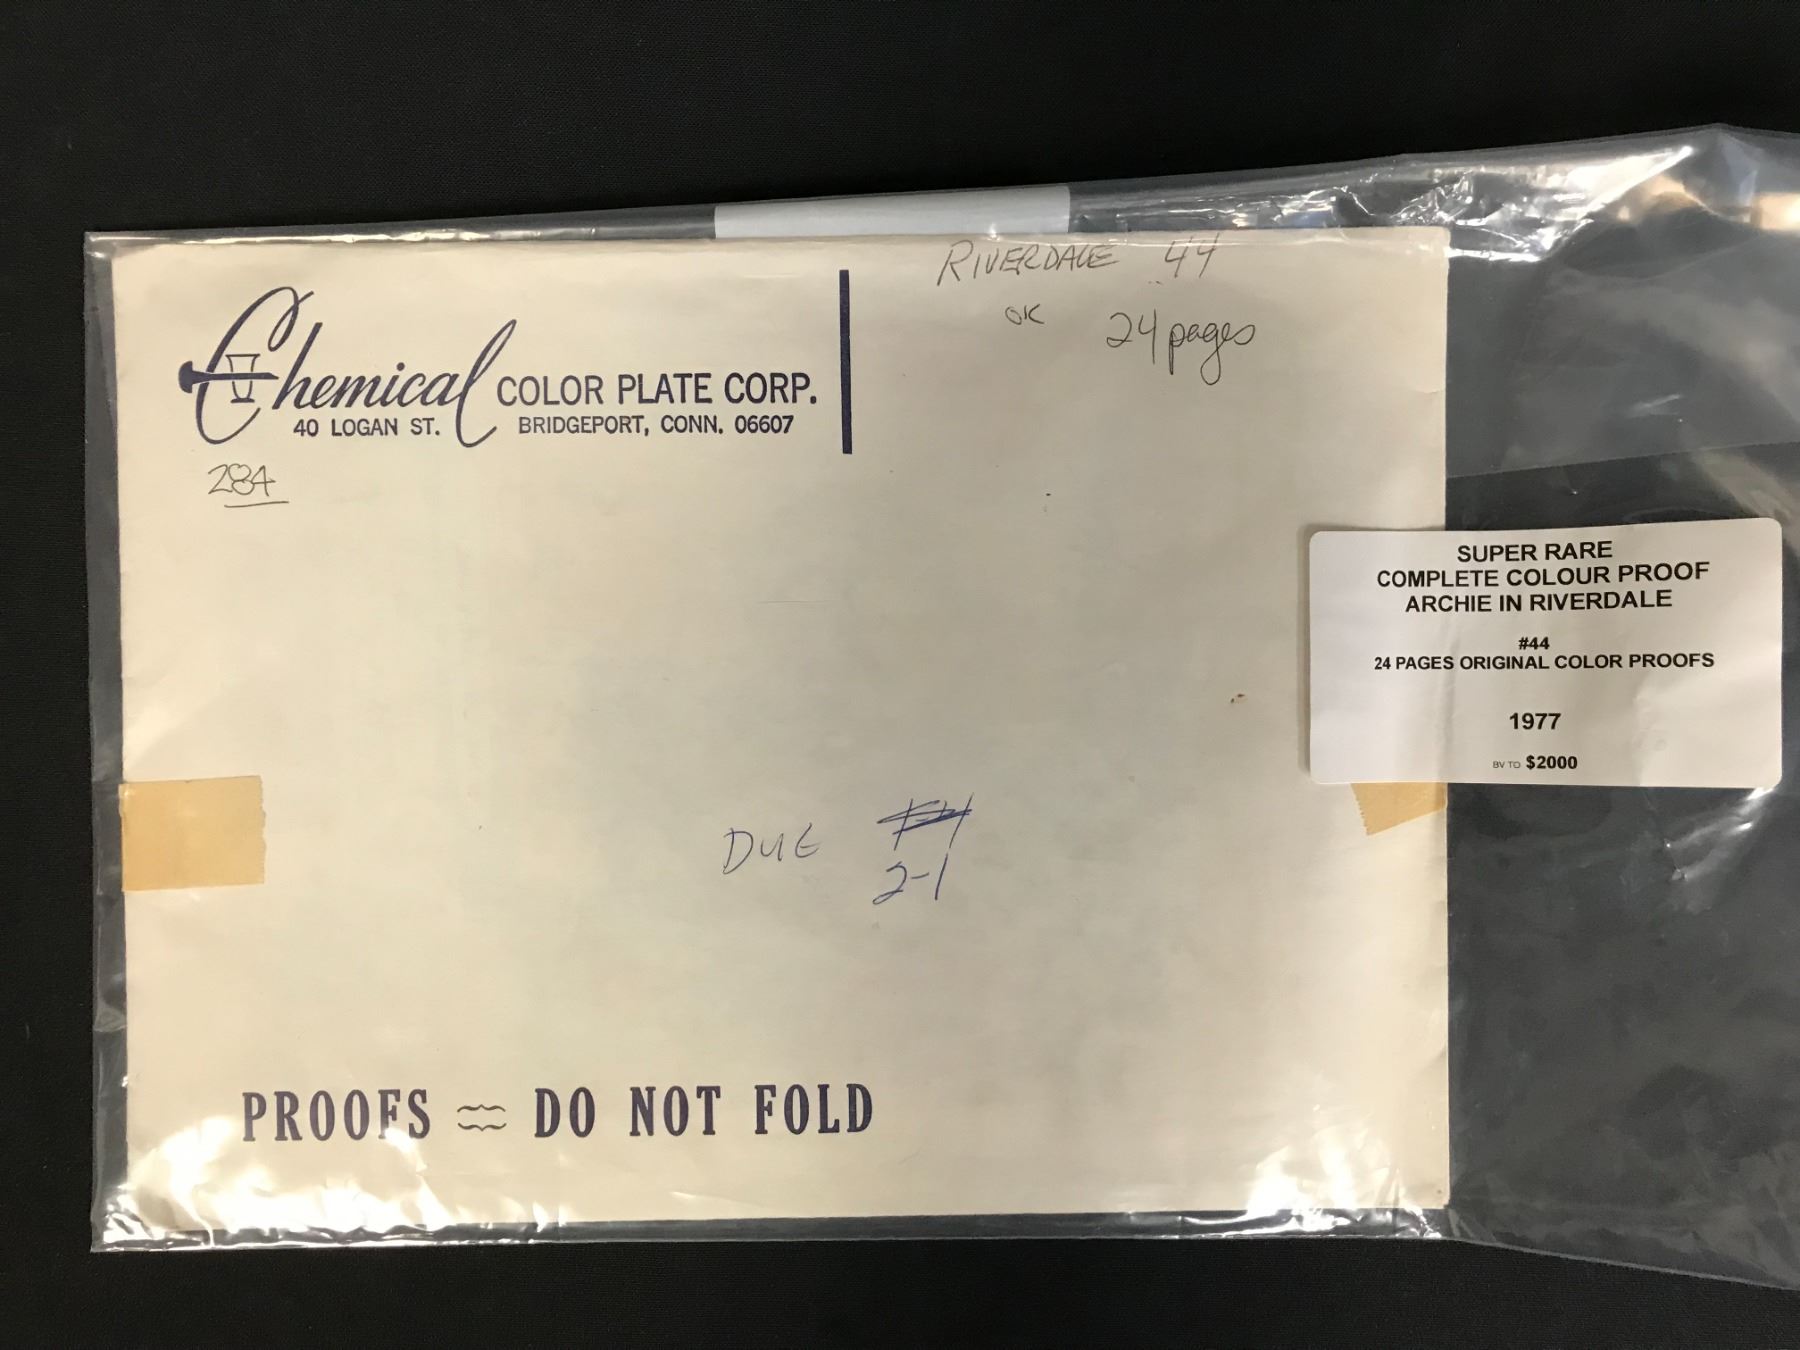 RIVERDALE 44
OK 24 pages
Chemical COLOR PLATE CORP.
40 LOGAN ST. BRIDGEPORT, CONN. 06607
284
SUPER RARE
COMPLETE COLOUR PROOF
ARCHIE IN RIVERDALE
#44
24 PAGES ORIGINAL COLOR PROOFS
1977
BV TO $2000
DUE
2-1
PROOFS DO NOT FOLD